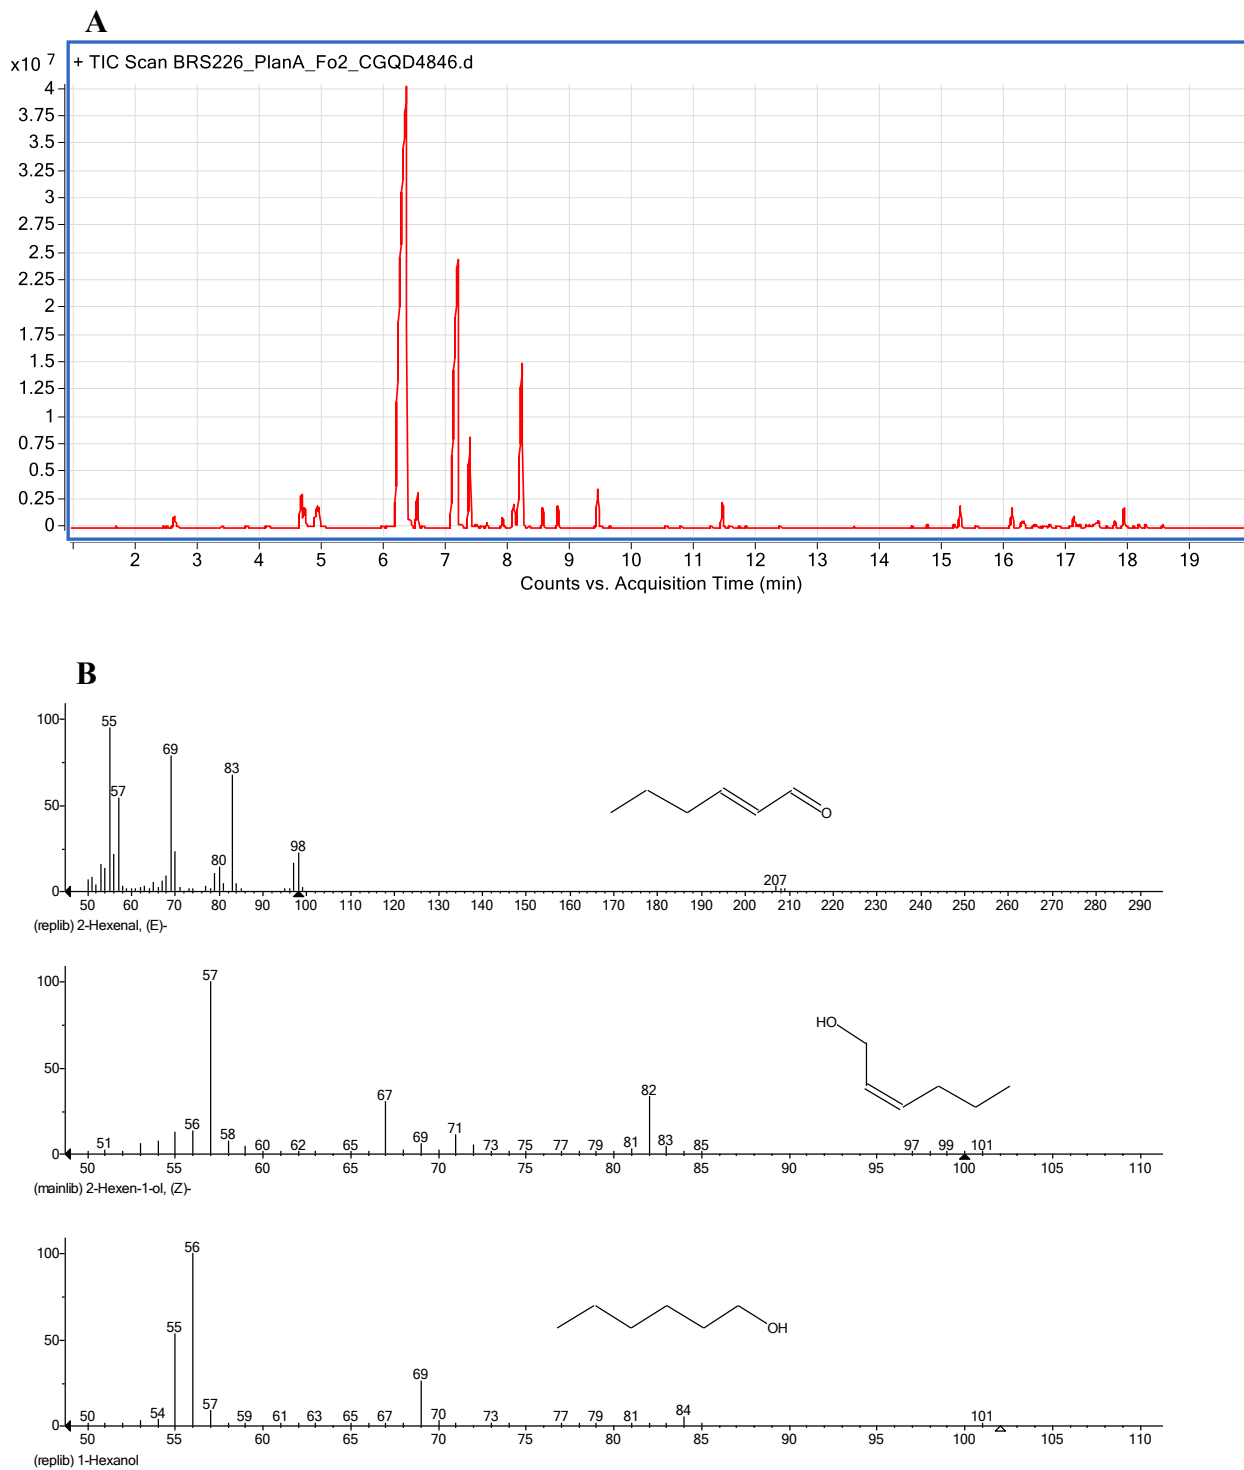 A
x10 7
+ TIC Scan BRS226_PlanA_Fo2_CGQD4846.d
4
3.75
3.5
3.25
3
2.75
2.5
2.25
2
1.75
1.5
1.25
1
0.75
0.5
0.25
0
2 3 4 5 6 7 8 9 10 11 12 13 14 15 16 17 18 19
Counts vs. Acquisition Time (min)
B
100
50
0
55
57
69
80
83
98
207
O
50 60 70 80 90 100 110 120 130 140 150 160 170 180 190 200 210 220 230 240 250 260 270 280 290
(replib) 2-Hexenal, (E)-
100
50
0
51 56 57 58 60 62 65 67 69 71 73 75 77 79 81 82 83 85 97 99 101
HO
50 55 60 65 70 75 80 85 90 95 100 105 110
(mainlib) 2-Hexen-1-ol, (Z)-
100
50
0
50 54 55 56 57 59 61 63 65 67 69 70 73 77 79 81 84 101
OH
50 55 60 65 70 75 80 85 90 95 100 105 110
(replib) 1-Hexanol